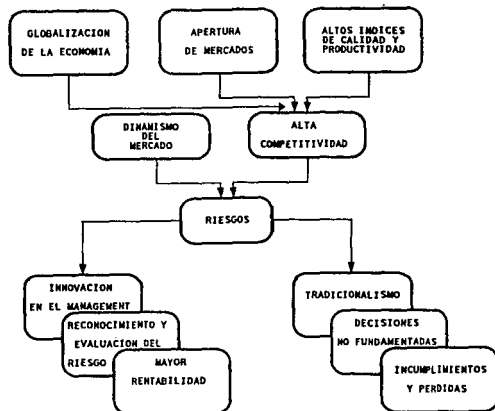 GLOBALIZACION
DE LA ECONOMIA
APERTURA
DE MERCADOS
ALTOS INDICES
DE CALIDAD Y
PRODUCTIVIDAD
DINAMISMO
DEL
MERCADO
ALTA
COMPETITIVIDAD
RIESGOS
INNOVACION
EN EL MANAGEMENT
RECONOCIMIENTO Y
EVALUACION DEL
RIESGO
MAYOR
RENTABILIDAD
TRADICIONALISMO
DECISIONES
NO FUNDAMENTADAS
INCUMPLIMIENTOS
Y PERDIDAS